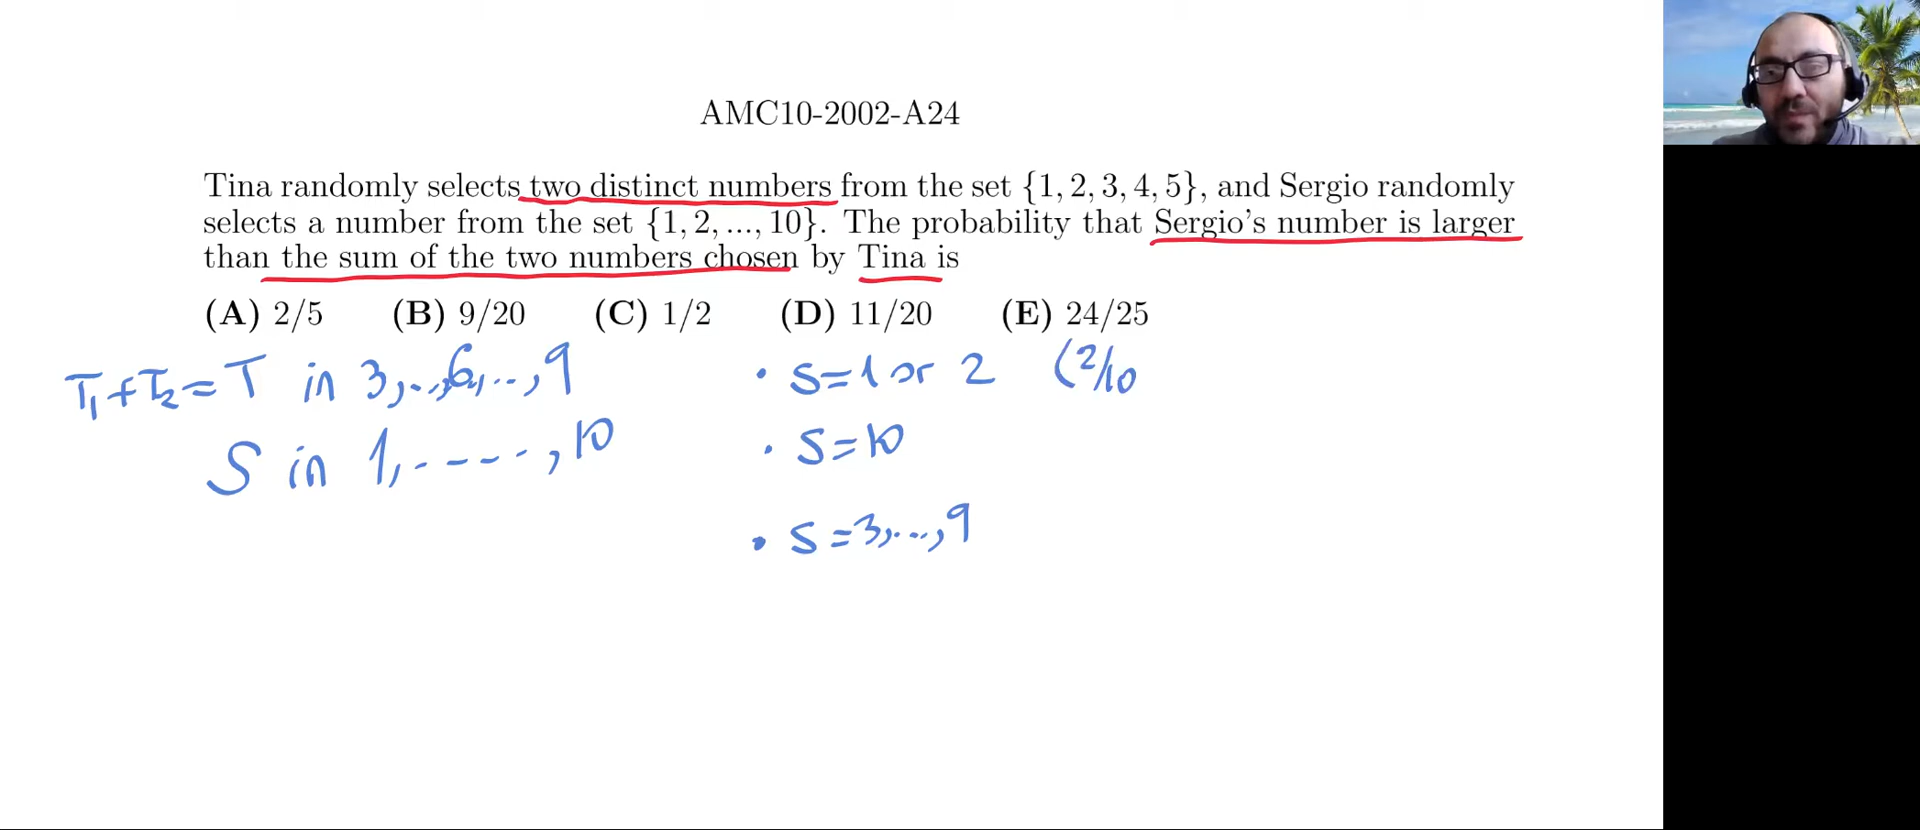 AMC10-2002-A24
Tina randomly selects two distinct numbers from the set {1, 2, 3, 4, 5}, and Sergio randomly
selects a number from the set {1, 2, ..., 10}. The probability that Sergio's number is larger
than the sum of the two numbers chosen by Tina is
(A) 2/5 (B) 9/20 (C) 1/2 (D) 11/20 (E) 24/25
T₁+T₂=T in 3,..,6,..,9
S in 1,.----.,10
• S=1 or 2 (2/10
• S=10
• S=3,...,9